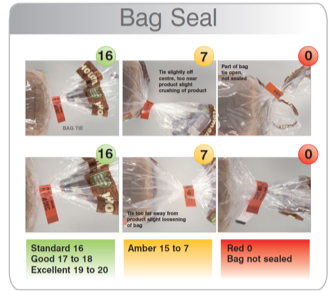 Bag Seal
16
7
0
Tie slightly off
centre, too near
product slight
crushing of product
Part of bag
tie open,
not sealed
BAG TIE
16
7
0
Tie too far away from
product slight loosening
of bag
Standard 16
Good 17 to 18
Excellent 19 to 20
Amber 15 to 7
Red 0
Bag not sealed